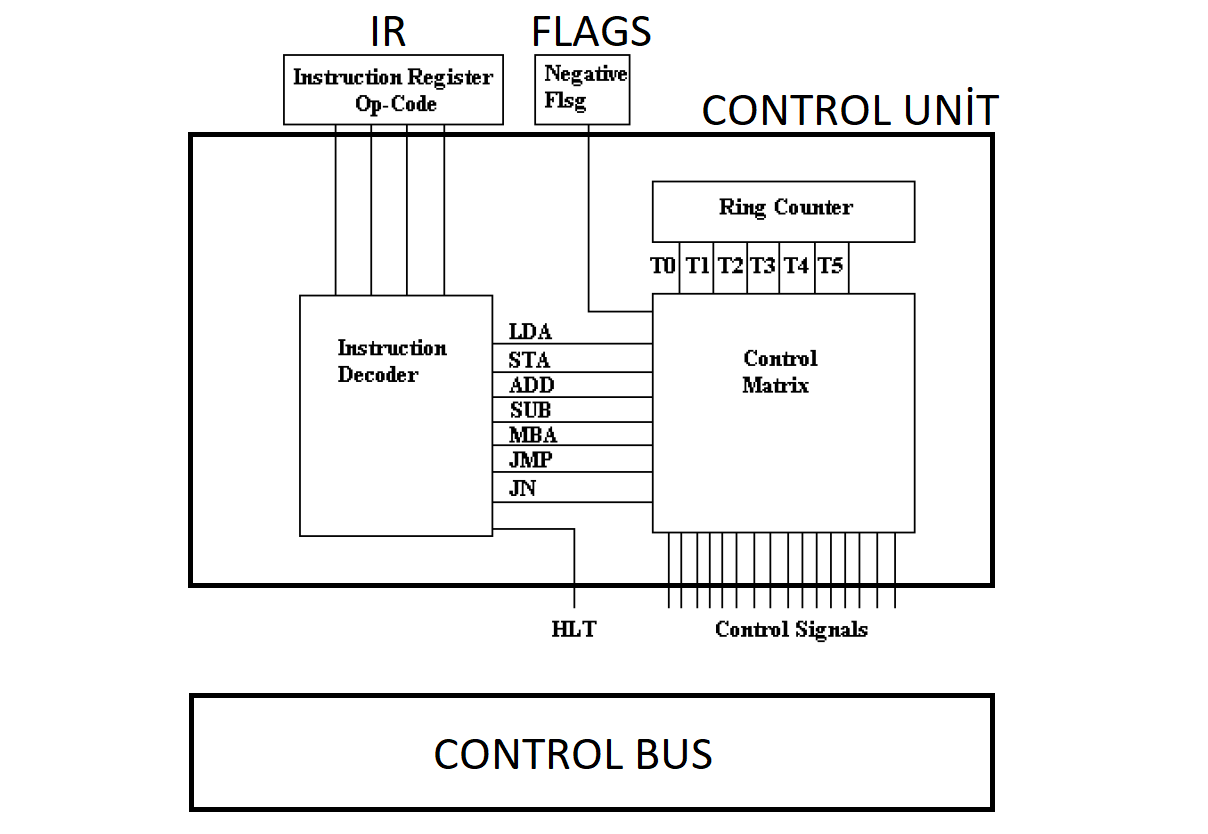 IR
FLAGS
Instruction Register
Op-Code
Negative
Flsg
CONTROL UNİT
Ring Counter
T0 T1 T2 T3 T4 T5
Instruction
Decoder
LDA
STA
ADD
SUB
MBA
JMP
JN
Control
Matrix
HLT
Control Signals
CONTROL BUS